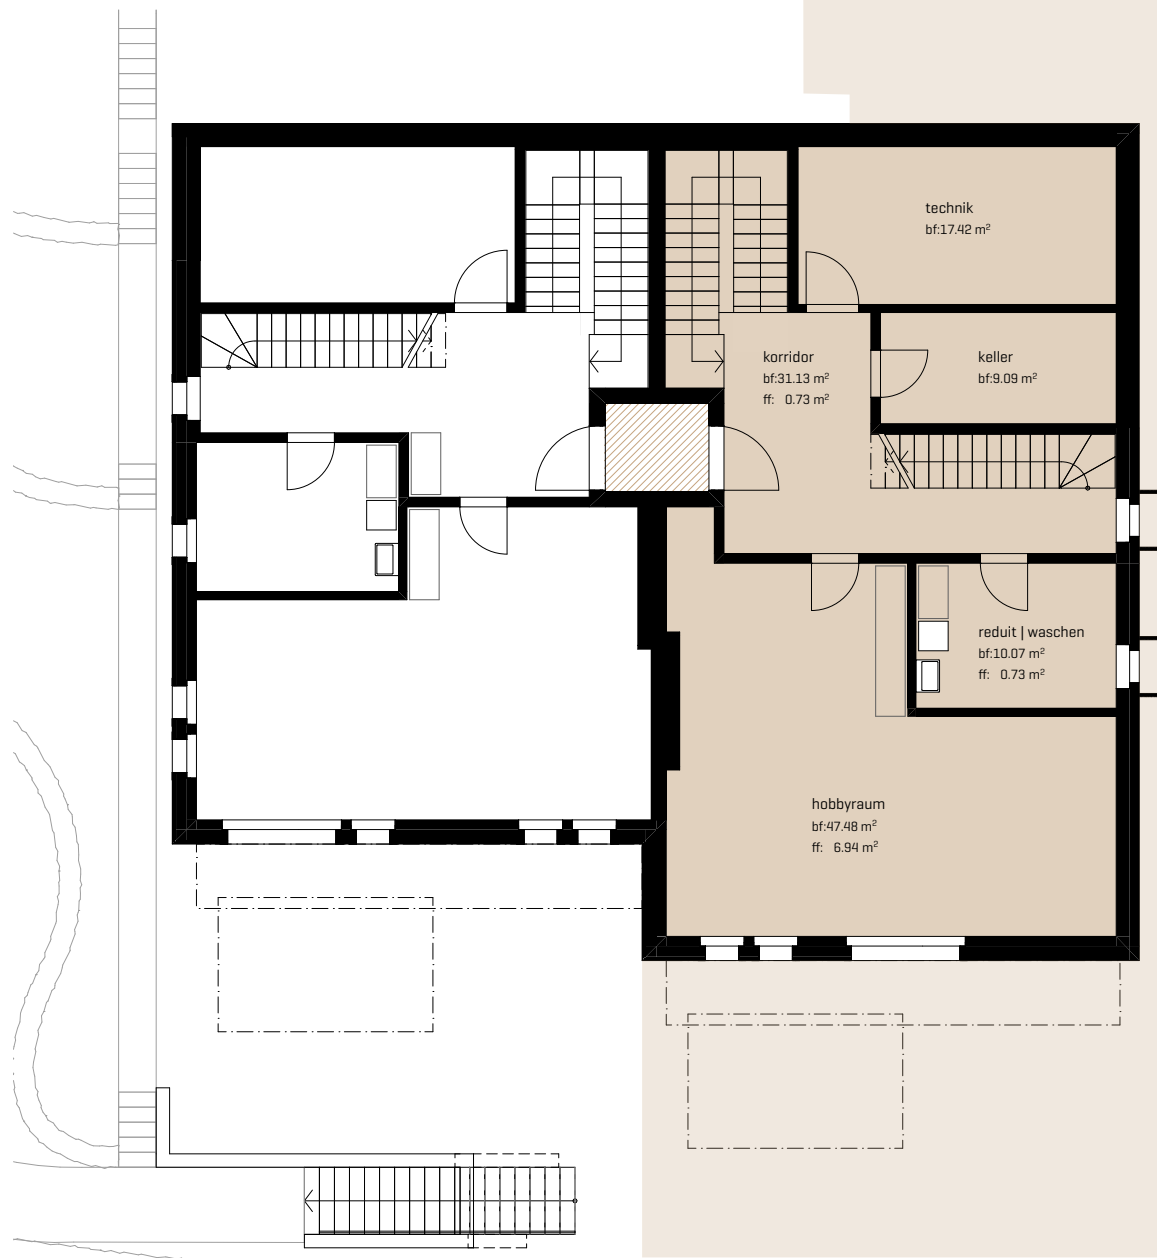 technik
bf:17.42 m²
korridor
bf:31.13 m²
ff: 0.73 m²
keller
bf:9.09 m²
reduit | waschen
bf:10.07 m²
ff: 0.73 m²
hobbyraum
bf:47.48 m²
ff: 6.94 m²